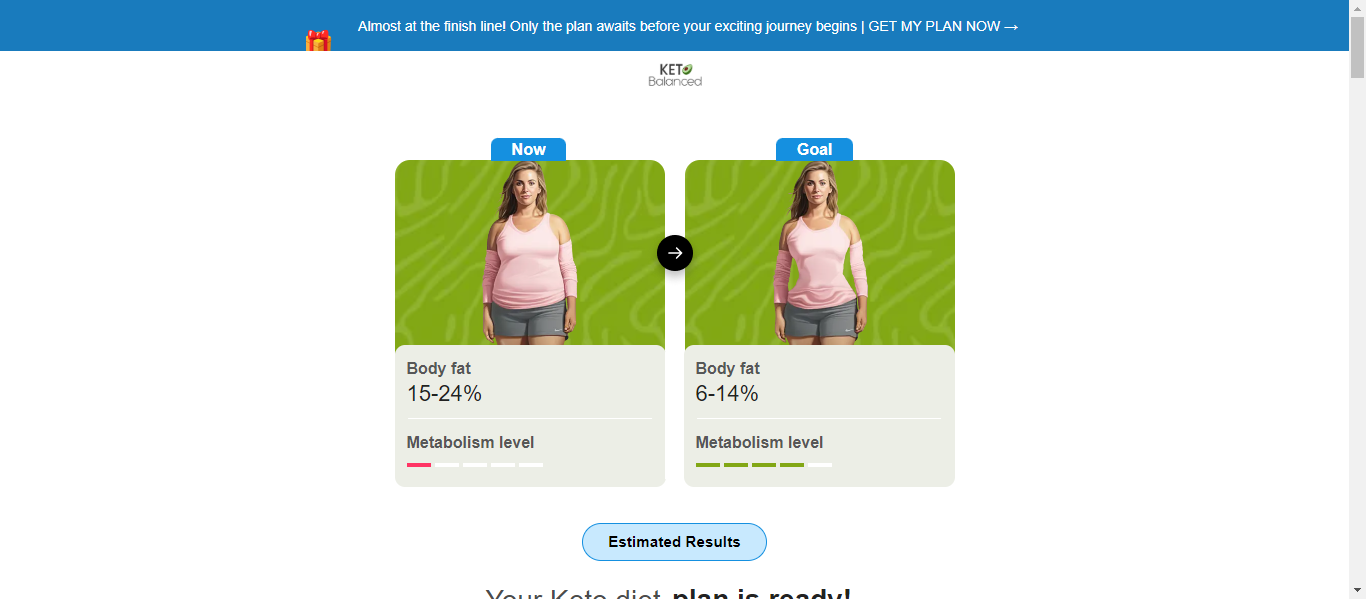 Almost at the finish line! Only the plan awaits before your exciting journey begins | GET MY PLAN NOW →
KETO
Balanced
Now
Goal
Body fat
15-24%
Metabolism level
Body fat
6-14%
Metabolism level
Estimated Results
Your Keto diet plan is ready!